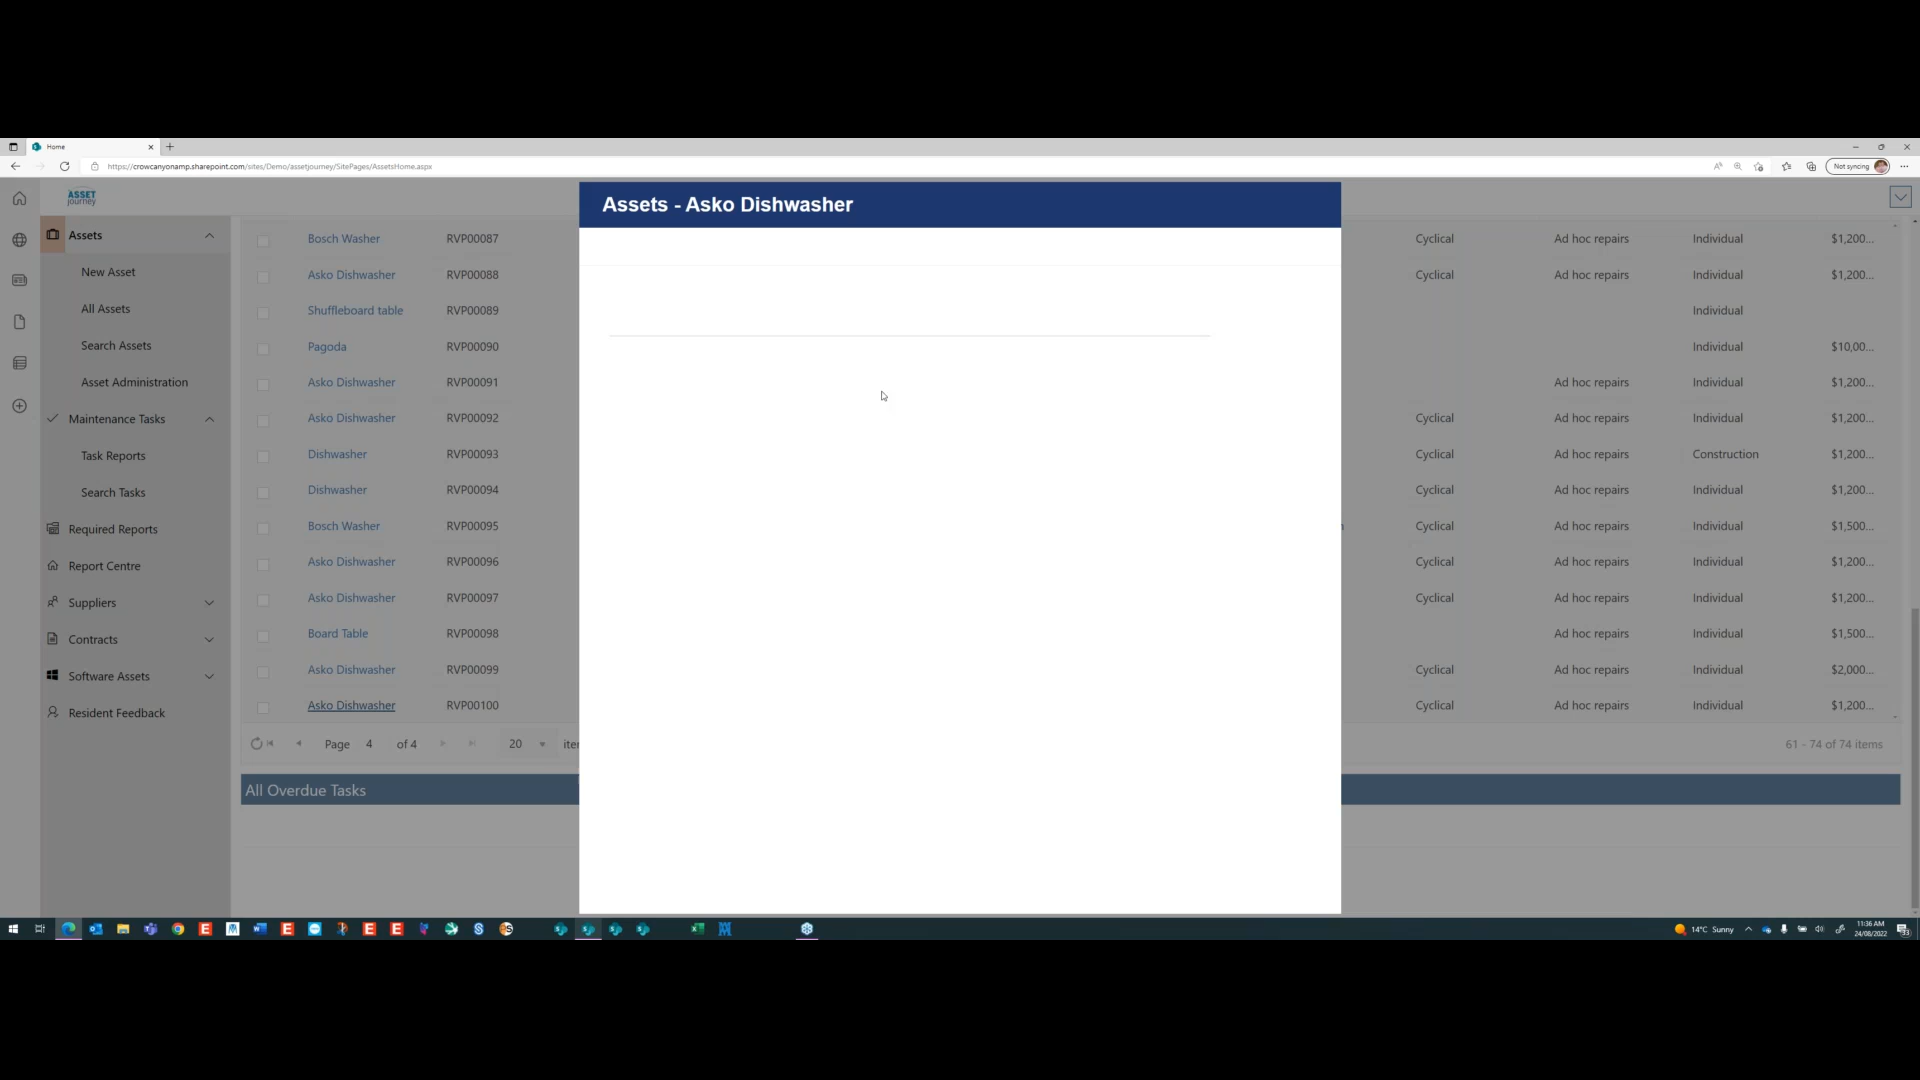 Home
https://crowcanyonamp.sharepoint.com/sites/Demo/assetjourney/SitePages/AssetsHome.aspx
Not syncing
ASSET
journey
Assets - Asko Dishwasher
Assets
New Asset
All Assets
Search Assets
Asset Administration
Maintenance Tasks
Task Reports
Search Tasks
Required Reports
Report Centre
Suppliers
Contracts
Software Assets
Resident Feedback
Bosch Washer RVP00087 Cyclical Ad hoc repairs Individual $1,200...
Asko Dishwasher RVP00088 Cyclical Ad hoc repairs Individual $1,200...
Shuffleboard table RVP00089 Individual
Pagoda RVP00090 Individual $10,00...
Asko Dishwasher RVP00091 Ad hoc repairs Individual $1,200...
Asko Dishwasher RVP00092 Cyclical Ad hoc repairs Individual $1,200...
Dishwasher RVP00093 Cyclical Ad hoc repairs Construction $1,200...
Dishwasher RVP00094 Cyclical Ad hoc repairs Individual $1,200...
Bosch Washer RVP00095 Cyclical Ad hoc repairs Individual $1,500...
Asko Dishwasher RVP00096 Cyclical Ad hoc repairs Individual $1,200...
Asko Dishwasher RVP00097 Cyclical Ad hoc repairs Individual $1,200...
Board Table RVP00098 Ad hoc repairs Individual $1,500...
Asko Dishwasher RVP00099 Cyclical Ad hoc repairs Individual $2,000...
Asko Dishwasher RVP00100 Cyclical Ad hoc repairs Individual $1,200...
Page 4 of 4 20 iter 61 - 74 of 74 items
All Overdue Tasks
14°C Sunny
11:36 AM
24/08/2022